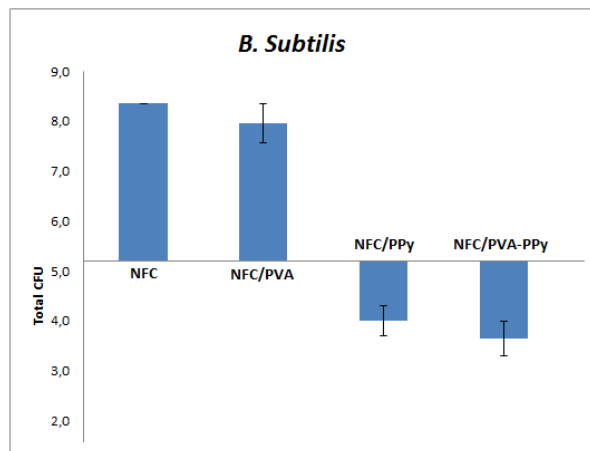 B. Subtilis
9,0
8,0
7,0
6,0
5,0
4,0
3,0
2,0
Total CFU
NFC
NFC/PVA
NFC/PPy
NFC/PVA-PPy